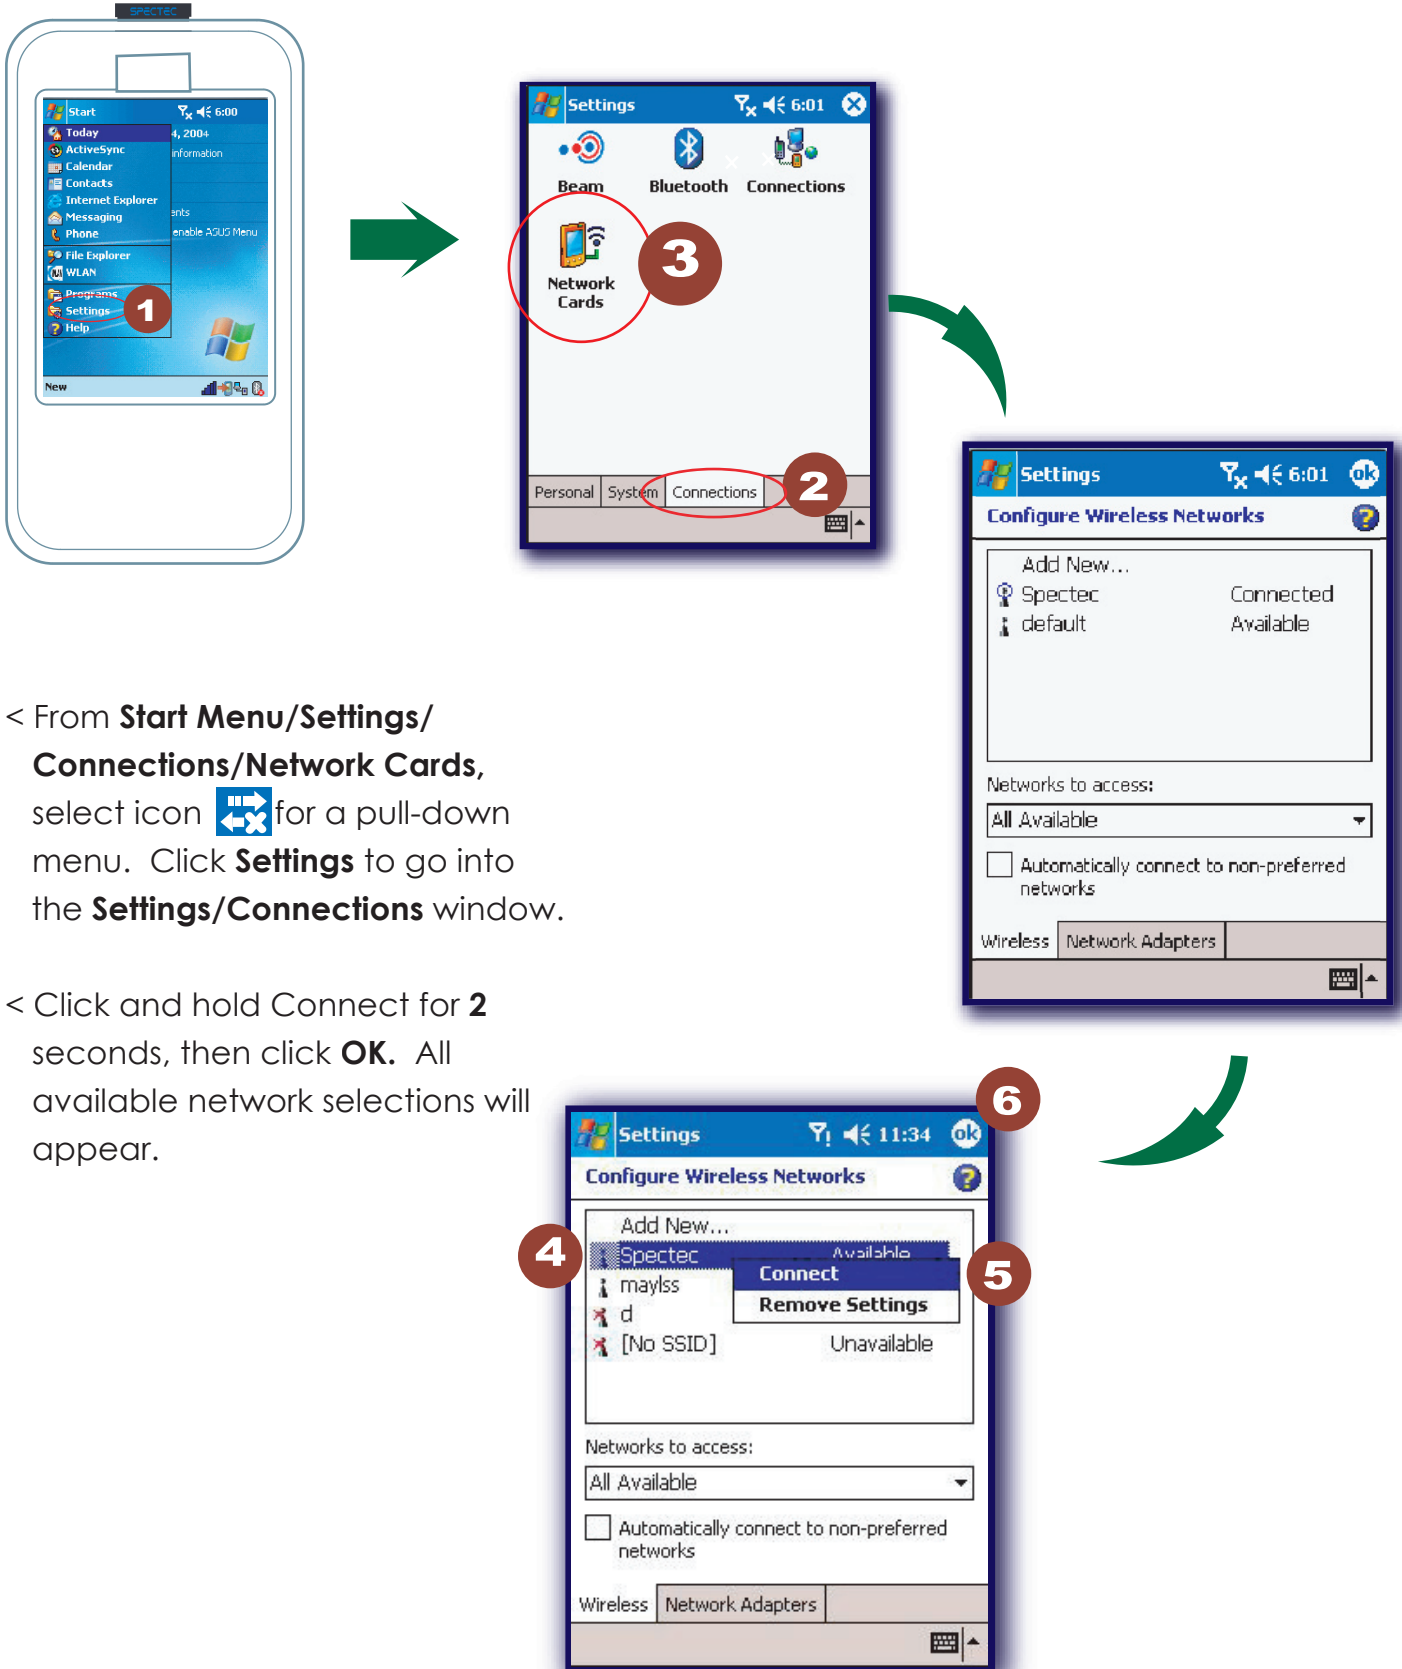 SPECTEC
Start 6:00
Today 4, 2004
ActiveSync information
Calendar
Contacts
Internet Explorer
Messaging ents
Phone enable ASUS Menu
File Explorer
WLAN
Programs
Settings
1
Help
New
Settings 6:01
Beam Bluetooth Connections
3
Network
Cards
Personal System Connections
2
Settings 6:01 ok
Configure Wireless Networks
Add New...
Spectec Connected
default Available
Networks to access:
All Available
Automatically connect to non-preferred
networks
Wireless Network Adapters
< From Start Menu/Settings/
Connections/Network Cards,
select icon for a pull-down
menu. Click Settings to go into
the Settings/Connections window.
< Click and hold Connect for 2
seconds, then click OK. All
available network selections will
appear.
6
Settings 11:34 ok
Configure Wireless Networks
Add New...
4
Spectec Available
5
Connect
maylss
Remove Settings
d
[No SSID] Unavailable
Networks to access:
All Available
Automatically connect to non-preferred
networks
Wireless Network Adapters